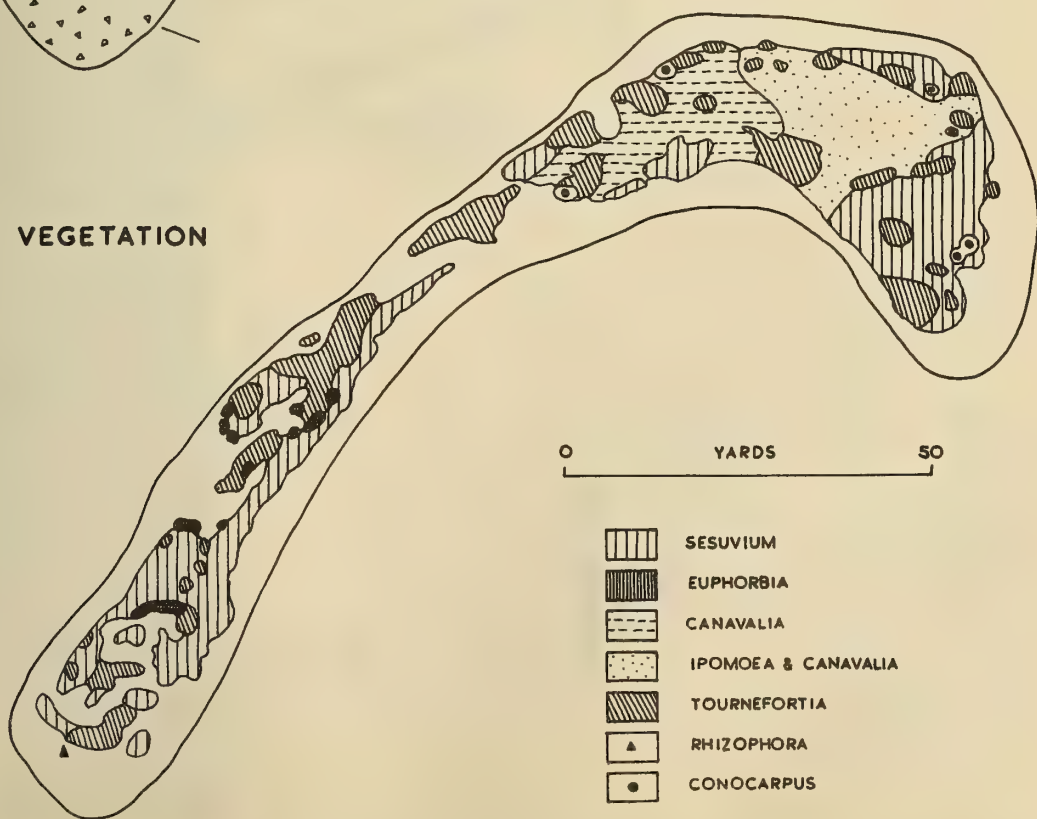 VEGETATION
0 YARDS 50
SESUVIUM
EUPHORBIA
CANAVALIA
IPOMOEA & CANAVALIA
TOURNEFORTIA
RHIZOPHORA
CONOCARPUS